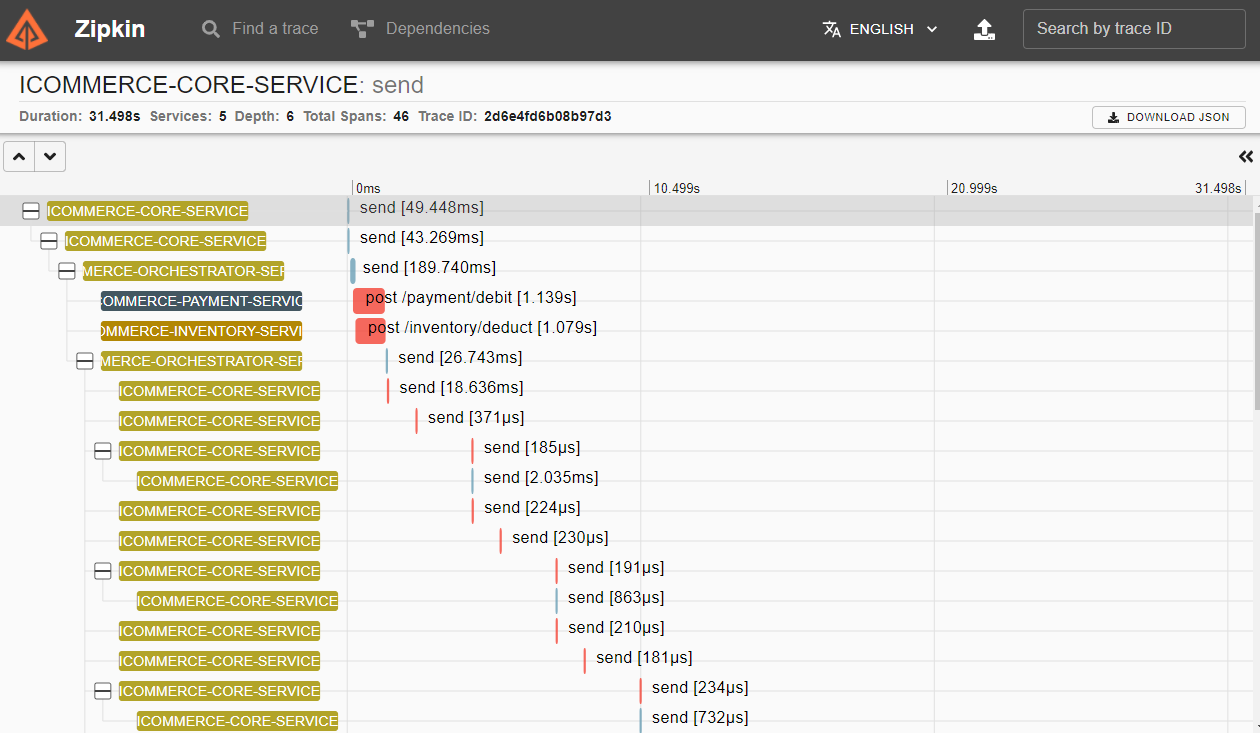 Zipkin Find a trace Dependencies ENGLISH Search by trace ID
ICOMMERCE-CORE-SERVICE: send
Duration: 31.498s Services: 5 Depth: 6 Total Spans: 46 Trace ID: 2d6e4fd6b08b97d3 DOWNLOAD JSON
0ms 10.499s 20.999s 31.498s
ICOMMERCE-CORE-SERVICE send [49.448ms]
ICOMMERCE-CORE-SERVICE send [43.269ms]
MERCE-ORCHESTRATOR-SER send [189.740ms]
OMMERCE-PAYMENT-SERVIC post /payment/debit [1.139s]
OMMERCE-INVENTORY-SERVI post /inventory/deduct [1.079s]
MERCE-ORCHESTRATOR-SER send [26.743ms]
ICOMMERCE-CORE-SERVICE send [18.636ms]
ICOMMERCE-CORE-SERVICE send [371µs]
ICOMMERCE-CORE-SERVICE send [185µs]
ICOMMERCE-CORE-SERVICE send [2.035ms]
ICOMMERCE-CORE-SERVICE send [224µs]
ICOMMERCE-CORE-SERVICE send [230µs]
ICOMMERCE-CORE-SERVICE send [191µs]
ICOMMERCE-CORE-SERVICE send [863µs]
ICOMMERCE-CORE-SERVICE send [210µs]
ICOMMERCE-CORE-SERVICE send [181µs]
ICOMMERCE-CORE-SERVICE send [234µs]
ICOMMERCE-CORE-SERVICE send [732µs]